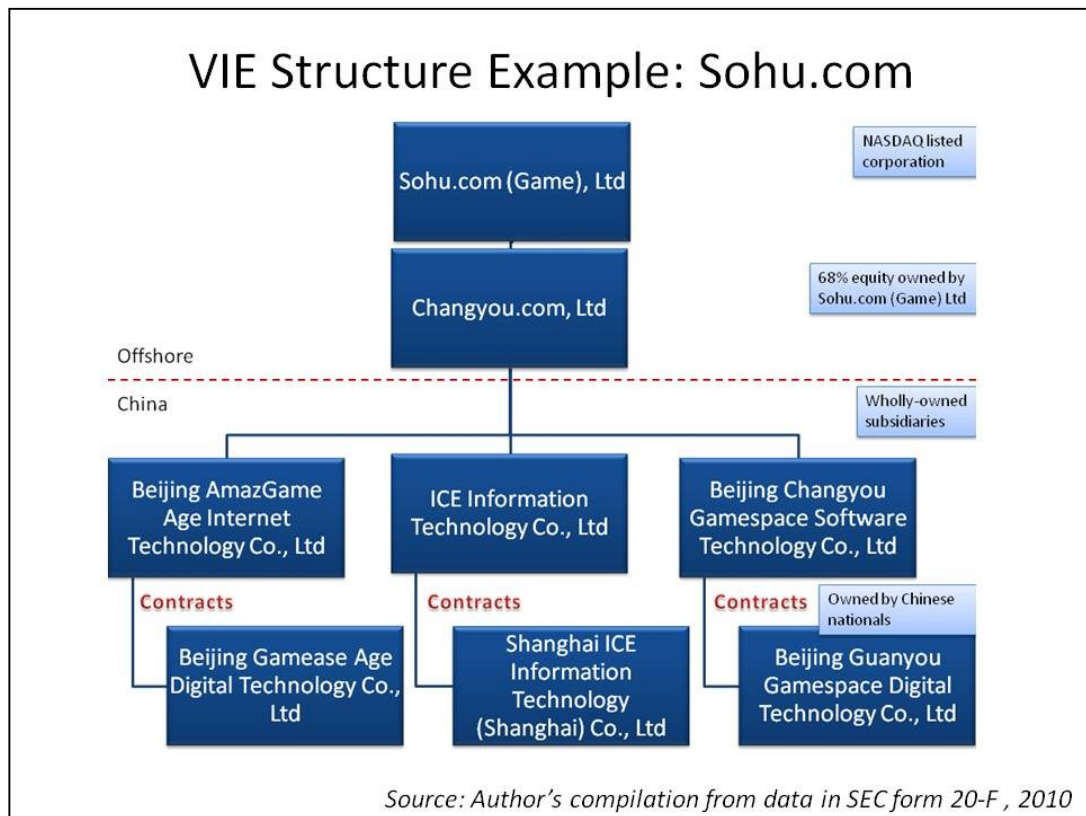 VIE Structure Example: Sohu.com
Sohu.com (Game), Ltd
NASDAQ listed
corporation
Changyou.com, Ltd
68% equity owned by
Sohu.com (Game) Ltd
Offshore
China
Wholly-owned
subsidiaries
Beijing AmazGame
Age Internet
Technology Co., Ltd
ICE Information
Technology Co., Ltd
Beijing Changyou
Gamespace Software
Technology Co., Ltd
Contracts
Contracts
Contracts
Owned by Chinese
nationals
Beijing Gamease Age
Digital Technology Co.,
Ltd
Shanghai ICE
Information
Technology
(Shanghai) Co., Ltd
Beijing Guanyou
Gamespace Digital
Technology Co., Ltd
Source: Author's compilation from data in SEC form 20-F , 2010